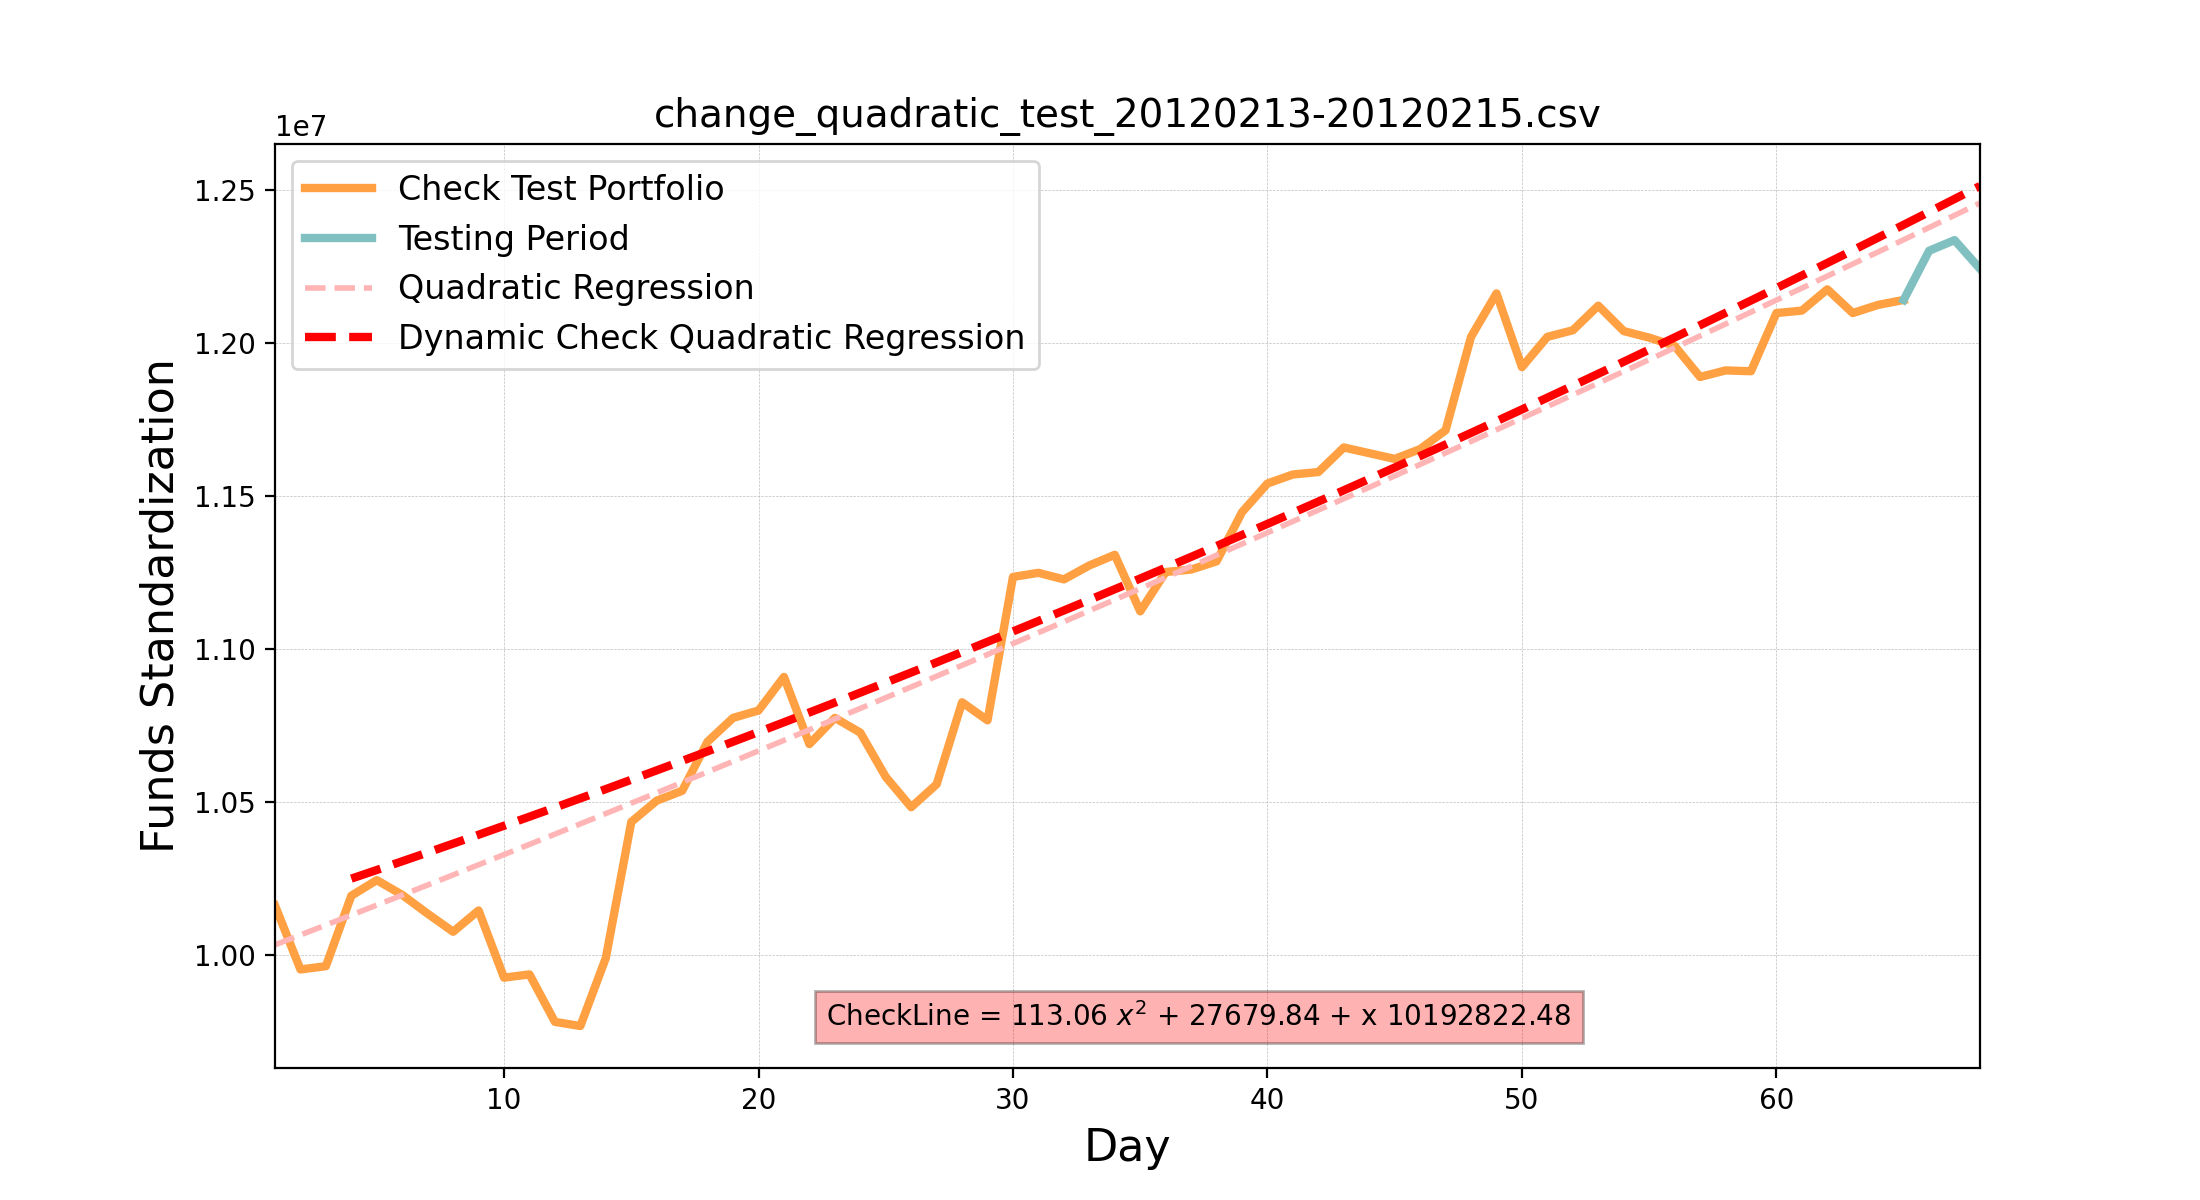 change_quadratic_test_20120213-20120215.csv
1e7
Check Test Portfolio
Testing Period
Quadratic Regression
Dynamic Check Quadratic Regression
1.25
1.20
1.15
1.10
1.05
1.00
Funds Standardization
CheckLine = 113.06 x² + 27679.84 + x 10192822.48
10 20 30 40 50 60
Day